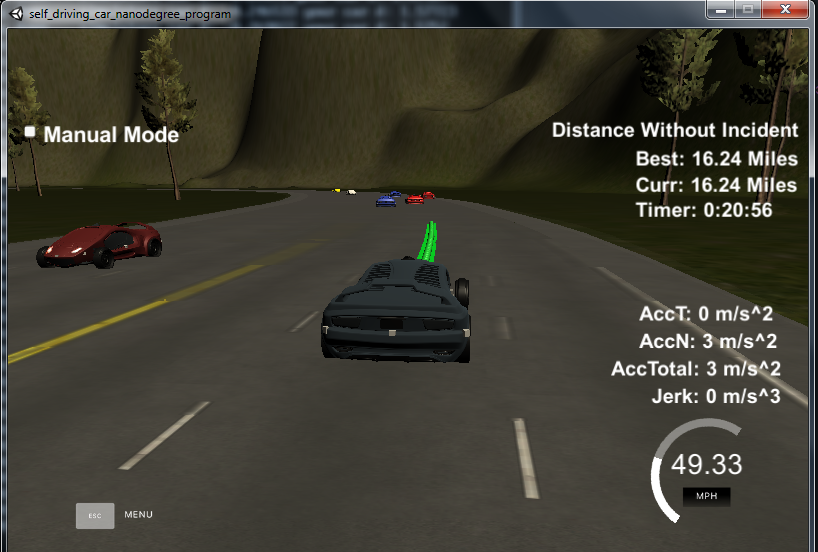 self_driving_car_nanodegree_program
Manual Mode
Distance Without Incident
Best: 16.24 Miles
Curr: 16.24 Miles
Timer: 0:20:56
AccT: 0 m/s^2
AccN: 3 m/s^2
AccTotal: 3 m/s^2
Jerk: 0 m/s^3
49.33
MPH
ESC MENU